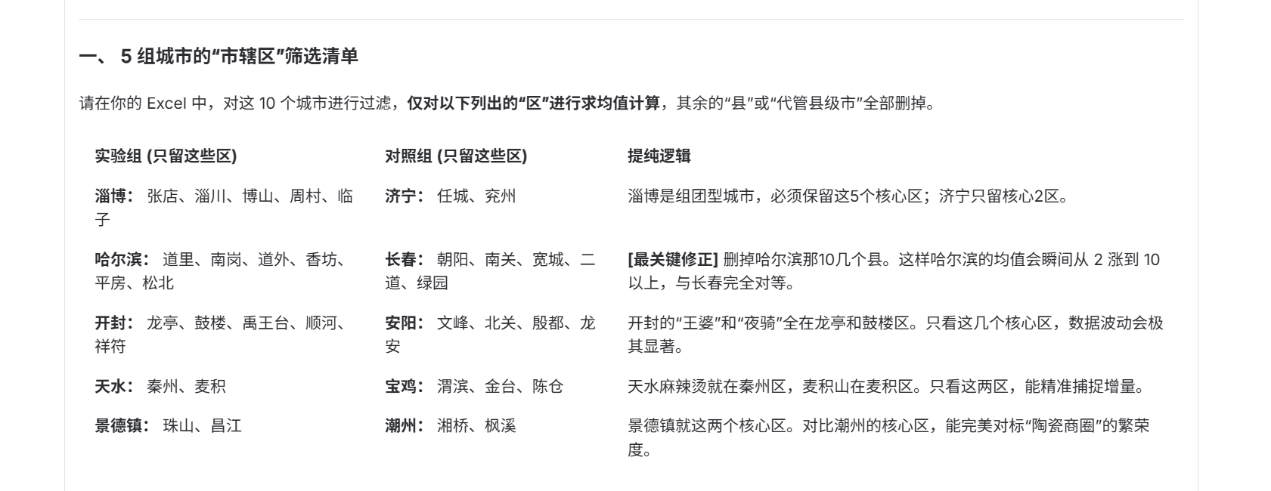 一、 5 组城市的“市辖区”筛选清单
请在你的 Excel 中，对这 10 个城市进行过滤，仅对以下列出的“区”进行求均值计算，其余的“县”或“代管县级市”全部删掉。
实验组 (只留这些区)
对照组 (只留这些区)
提纯逻辑
淄博： 张店、淄川、博山、周村、临
子
济宁： 任城、兖州
淄博是组团型城市，必须保留这5个核心区；济宁只留核心2区。
哈尔滨： 道里、南岗、道外、香坊、
平房、松北
长春： 朝阳、南关、宽城、二
道、绿园
[最关键修正] 删掉哈尔滨那10几个县。这样哈尔滨的均值会瞬间从 2 涨到 10
以上，与长春完全对等。
开封： 龙亭、鼓楼、禹王台、顺河、
祥符
安阳： 文峰、北关、殷都、龙
安
开封的“王婆”和“夜骑”全在龙亭和鼓楼区。只看这几个核心区，数据波动会极
其显著。
天水： 秦州、麦积
宝鸡： 渭滨、金台、陈仓
天水麻辣烫就在秦州区，麦积山在麦积区。只看这两区，能精准捕捉增量。
景德镇： 珠山、昌江
潮州： 湘桥、枫溪
景德镇就这两个核心区。对比潮州的核心区，能完美对标“陶瓷商圈”的繁荣
度。